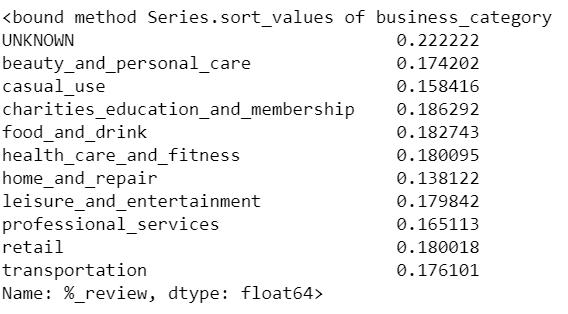 <bound method Series.sort_values of business_category
UNKNOWN                                0.222222
beauty_and_personal_care               0.174202
casual_use                             0.158416
charities_education_and_membership     0.186292
food_and_drink                         0.182743
health_care_and_fitness                0.180095
home_and_repair                        0.138122
leisure_and_entertainment              0.179842
professional_services                  0.165113
retail                                 0.180018
transportation                         0.176101
Name: %_review, dtype: float64>